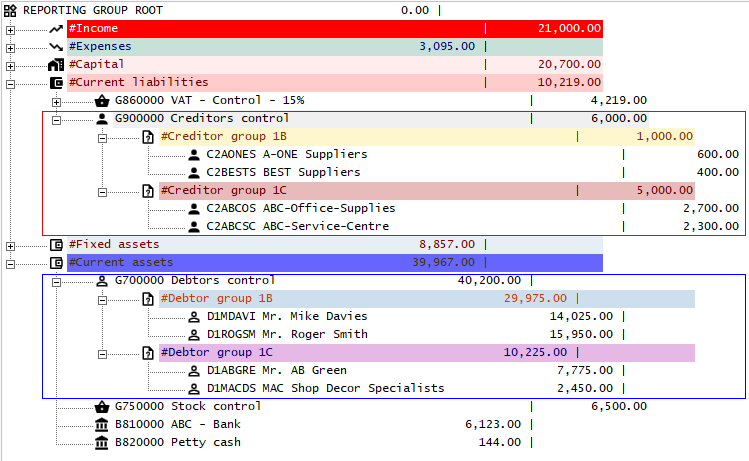 REPORTING GROUP ROOT 0.00 |
#Income | 21,000.00
#Expenses 3,095.00 |
#Capital | 20,700.00
#Current liabilities | 10,219.00
G860000 VAT - Control - 15% | 4,219.00
G900000 Creditors control | 6,000.00
#Creditor group 1B | 1,000.00
C2AONES A-ONE Suppliers | 600.00
C2BESTS BEST Suppliers | 400.00
#Creditor group 1C | 5,000.00
C2ABCOS ABC-Office-Supplies | 2,700.00
C2ABCSC ABC-Service-Centre | 2,300.00
#Fixed assets 8,857.00 |
#Current assets 39,967.00 |
G700000 Debtors control 40,200.00 |
#Debtor group 1B 29,975.00 |
D1MDAVI Mr. Mike Davies 14,025.00 |
D1ROGSM Mr. Roger Smith 15,950.00 |
#Debtor group 1C 10,225.00 |
D1ABGRE Mr. AB Green 7,775.00 |
D1MACDS MAC Shop Decor Specialists 2,450.00 |
G750000 Stock control | 6,500.00
B810000 ABC - Bank 6,123.00 |
B820000 Petty cash 144.00 |